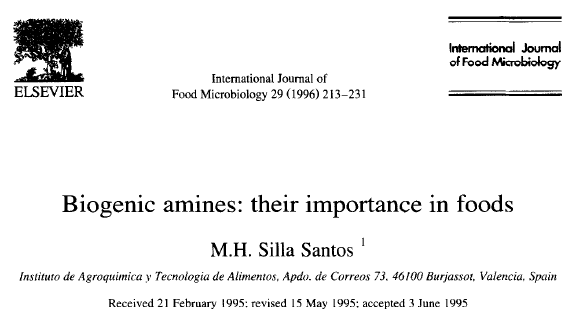 ELSEVIER
International Journal of
Food Microbiology 29 (1996) 213–231
International Journal
of Food Microbiology
Biogenic amines: their importance in foods
M.H. Silla Santos 1
Instituto de Agroquimica y Tecnologia de Alimentos, Apdo. de Correos 73, 46100 Burjassot, Valencia, Spain
Received 21 February 1995; revised 15 May 1995; accepted 3 June 1995